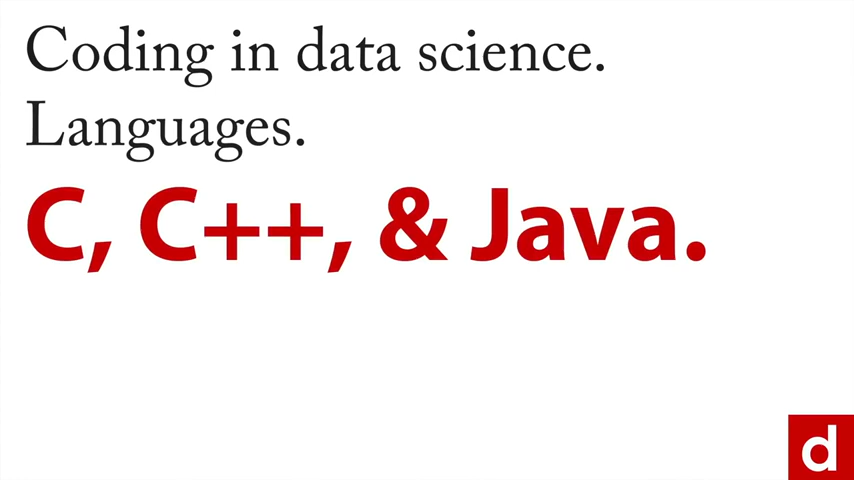 Coding in data science.
Languages.
C, C++, & Java.
d